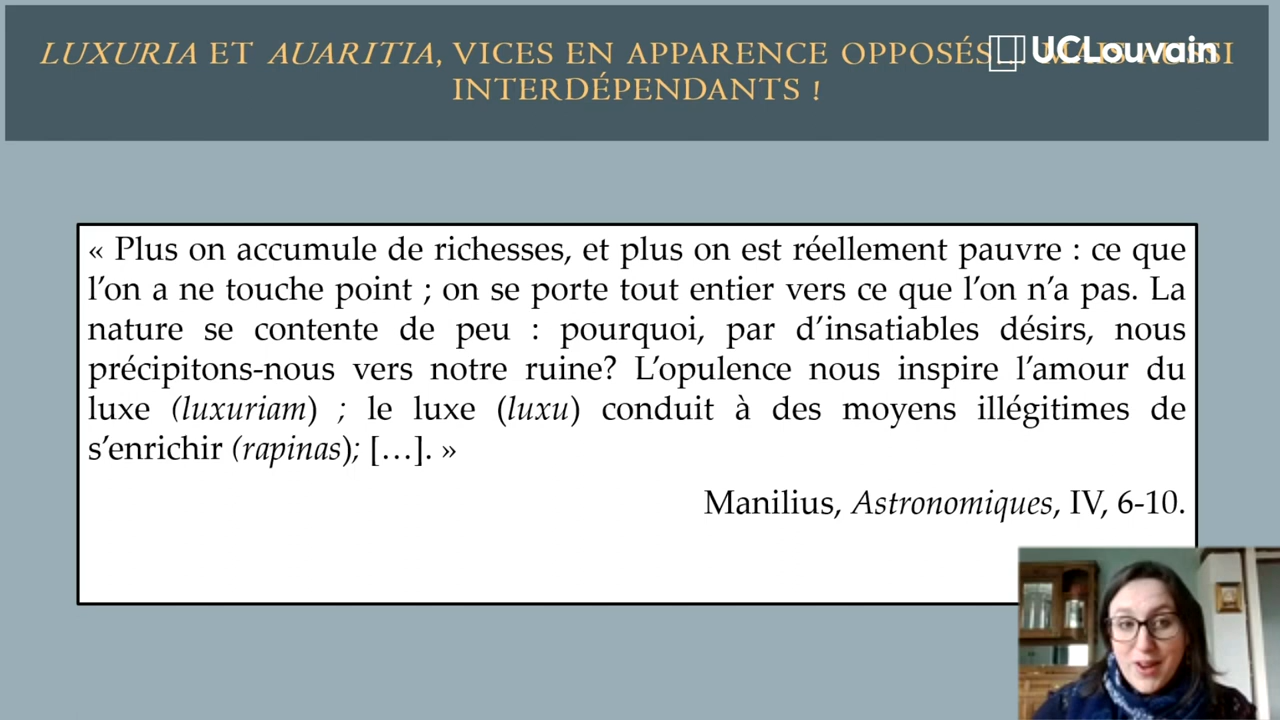 LUXURIA ET AUARITIA, VICES EN APPARENCE OPPOSÉS
UCLouvain
INTERDÉPENDANTS !
« Plus on accumule de richesses, et plus on est réellement pauvre : ce que
l’on a ne touche point ; on se porte tout entier vers ce que l’on n’a pas. La
nature se contente de peu : pourquoi, par d’insatiables désirs, nous
précipitons-nous vers notre ruine? L’opulence nous inspire l’amour du
luxe (luxuriam) ; le luxe (luxu) conduit à des moyens illégitimes de
s’enrichir (rapinas); […]. »
Manilius, Astronomiques, IV, 6-10.